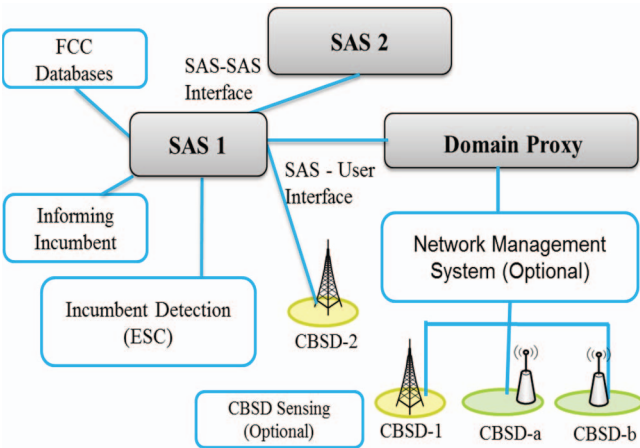 FCC
Databases
SAS-SAS
Interface
SAS 2
SAS 1
Domain Proxy
SAS - User
Interface
Informing
Incumbent
Incumbent Detection
(ESC)
Network Management
System (Optional)
CBSD-2
CBSD Sensing
(Optional)
CBSD-1
CBSD-a
CBSD-b